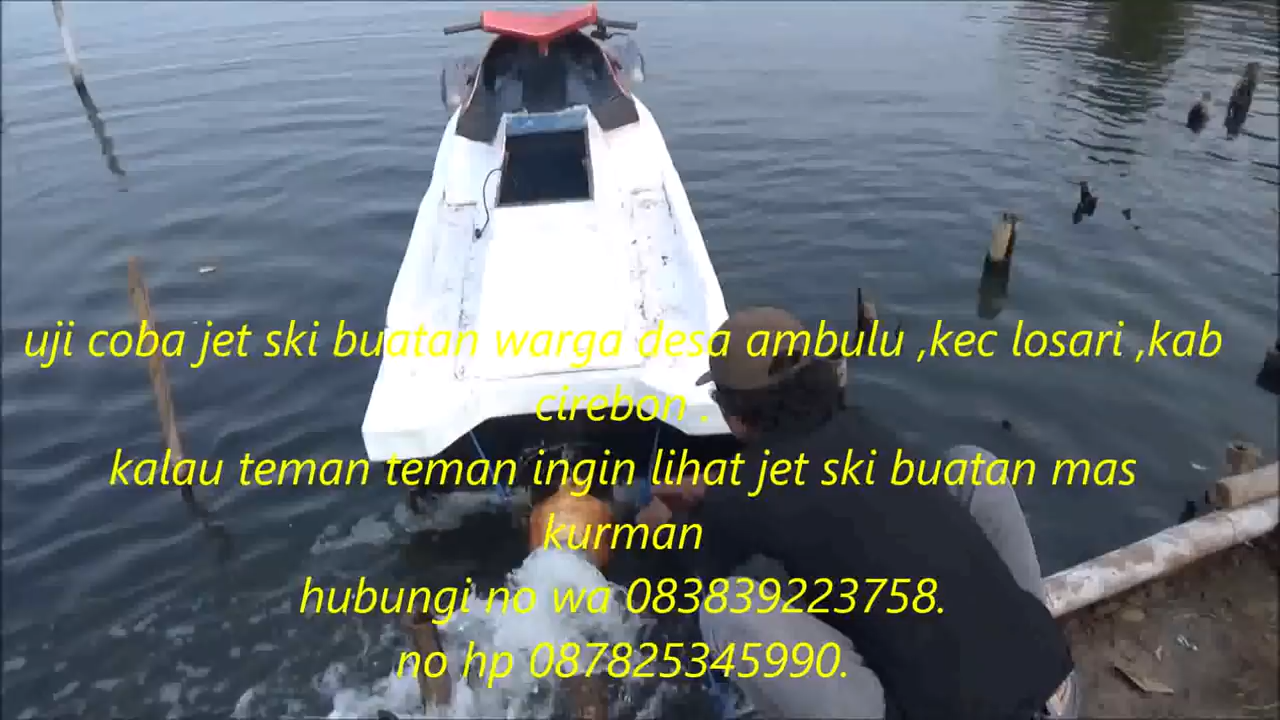 uji coba jet ski buatan warga desa ambulu ,kec losari ,kab
cirebon .
kalau teman teman ingin lihat jet ski buatan mas
kurman
hubungi no wa 083839223758.
no hp 087825345990.